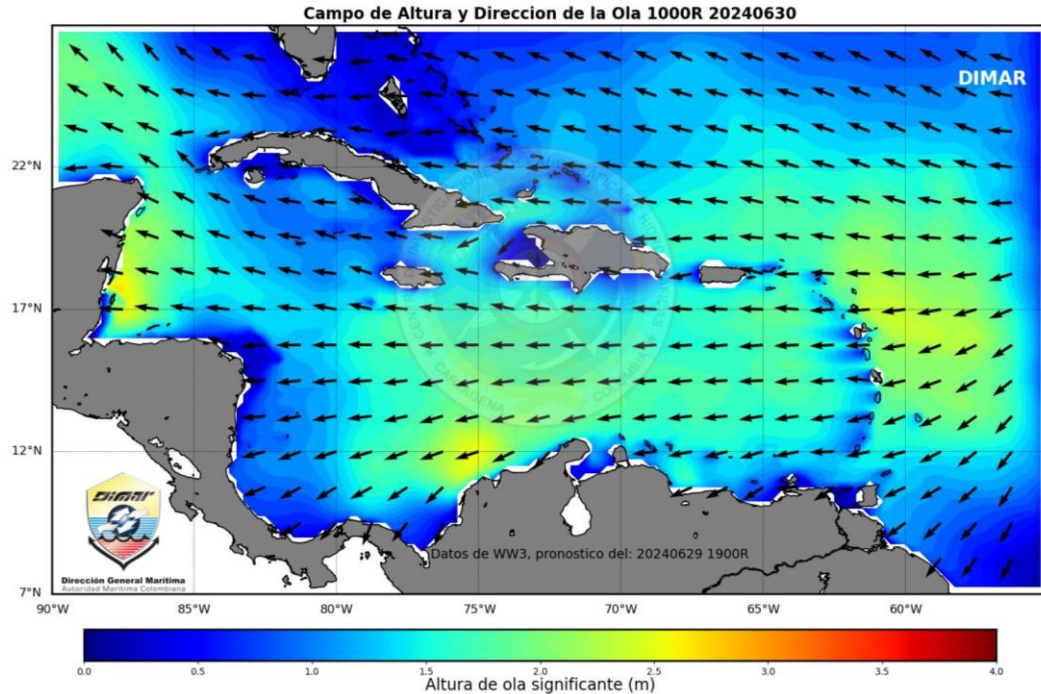 Campo de Altura y Direccion de la Ola 1000R 20240630
DIMAR
22°N
17°N
12°N
7°N
Dimar
Dirección General Marítima
Autoridad Marítima Colombiana
Datos de WW3, pronostico del: 20240629 1900R
90°W 85°W 80°W 75°W 70°W 65°W 60°W
0.0 0.5 1.0 1.5 2.0 2.5 3.0 3.5 4.0
Altura de ola significante (m)